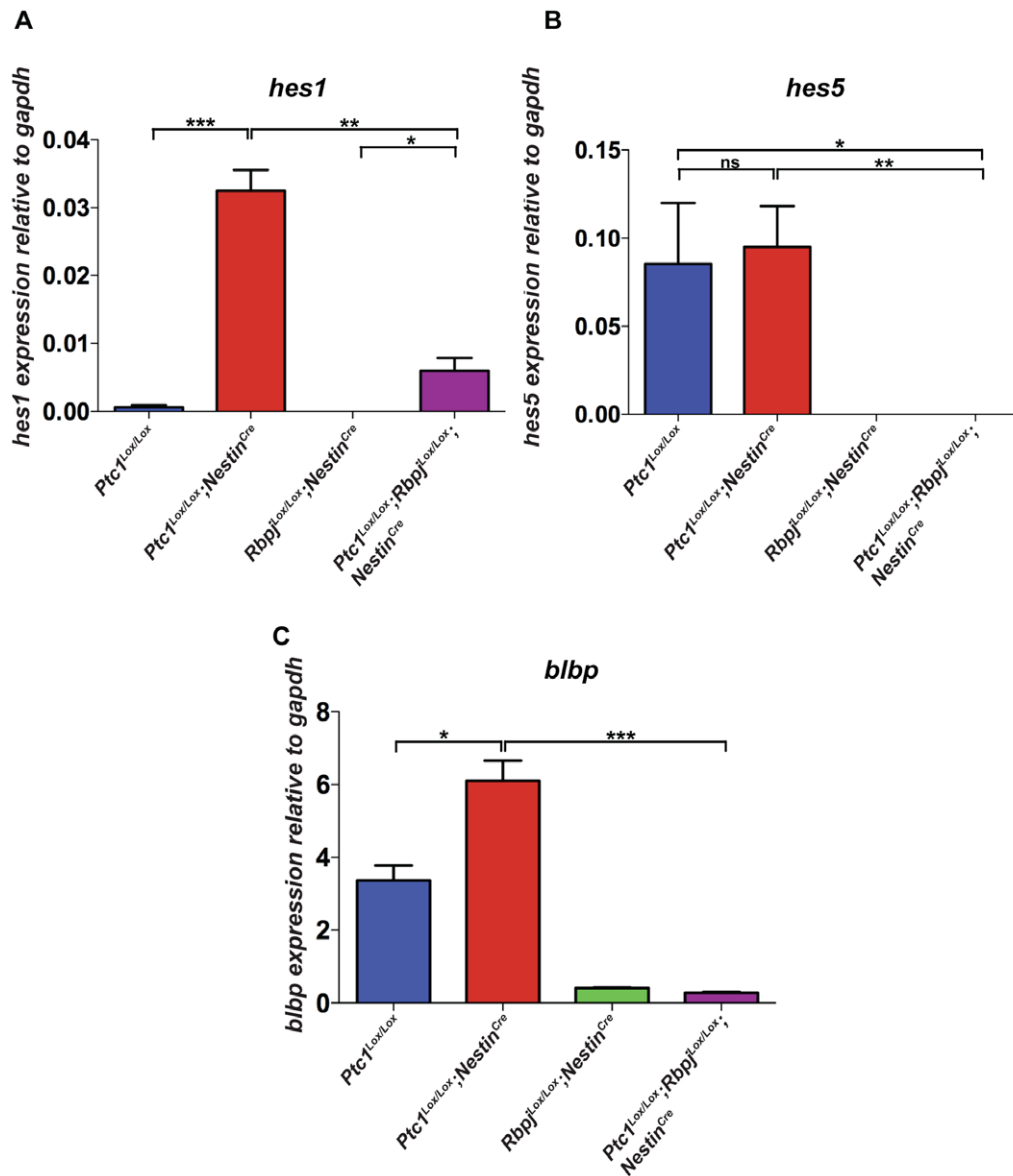 A
hes1
hes1 expression relative to gapdh
***
**
*
0.04
0.03
0.02
0.01
0.00
Ptc1Lox/Lox
Ptc1Lox/Lox;NestinCre
RbpjLox/Lox;NestinCre
Ptc1Lox/Lox;RbpjLox/Lox;
NestinCre
B
hes5
hes5 expression relative to gapdh
*
ns
**
0.15
0.10
0.05
0.00
Ptc1Lox/Lox
Ptc1Lox/Lox;NestinCre
RbpjLox/Lox;NestinCre
Ptc1Lox/Lox;RbpjLox/Lox;
NestinCre
C
blbp
blbp expression relative to gapdh
*
***
8
6
4
2
0
Ptc1Lox/Lox
Ptc1Lox/Lox;NestinCre
RbpjLox/Lox;NestinCre
Ptc1Lox/Lox;RbpjLox/Lox;
NestinCre